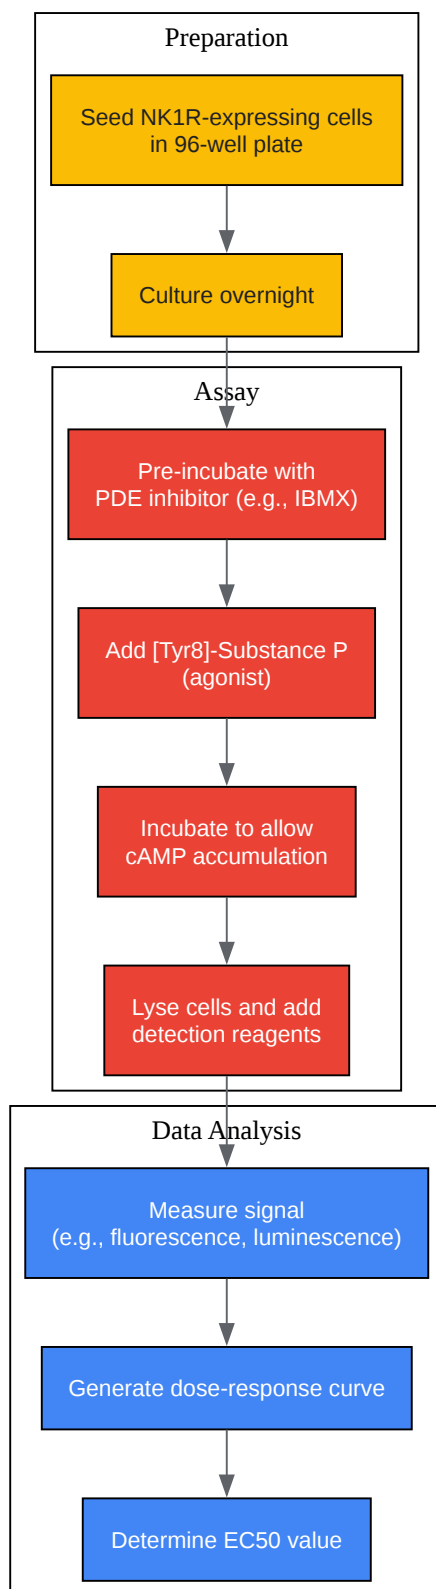 Preparation
Seed NK1R-expressing cells
in 96-well plate
Culture overnight
Assay
Pre-incubate with
PDE inhibitor (e.g., IBMX)
Add [Tyr8]-Substance P
(agonist)
Incubate to allow
cAMP accumulation
Lyse cells and add
detection reagents
Data Analysis
Measure signal
(e.g., fluorescence, luminescence)
Generate dose-response curve
Determine EC50 value